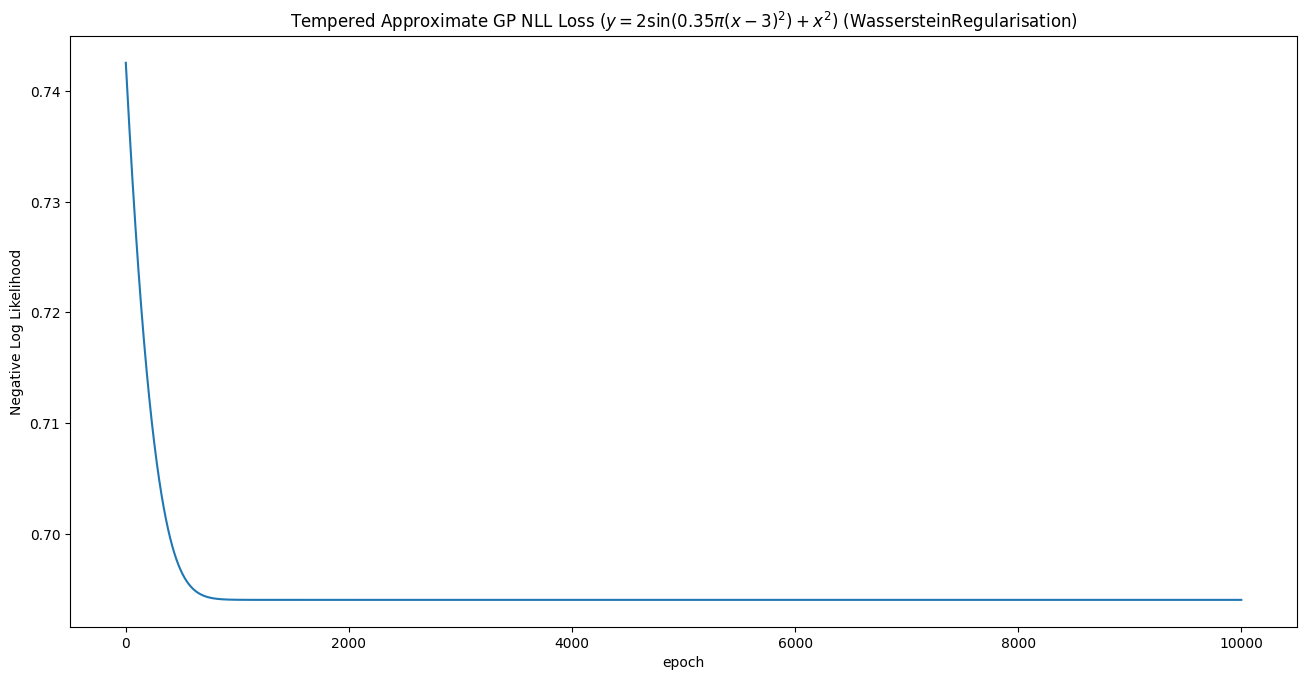 Tempered Approximate GP NLL Loss (y = 2sin(0.35π(x − 3)²) + x²) (WassersteinRegularisation)
0.74
0.73
0.72
0.71
0.70
Negative Log Likelihood
0 2000 4000 6000 8000 10000
epoch